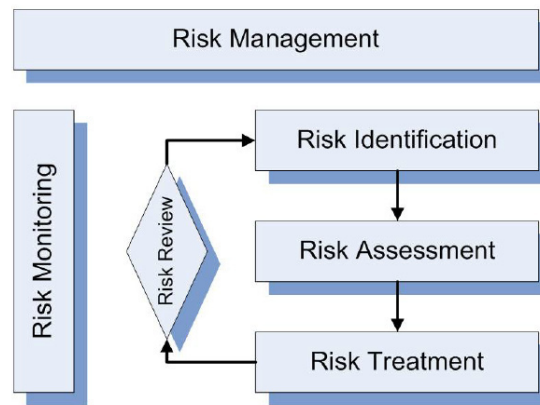 Risk Management
Risk Monitoring
Risk Review
Risk Identification
Risk Assessment
Risk Treatment